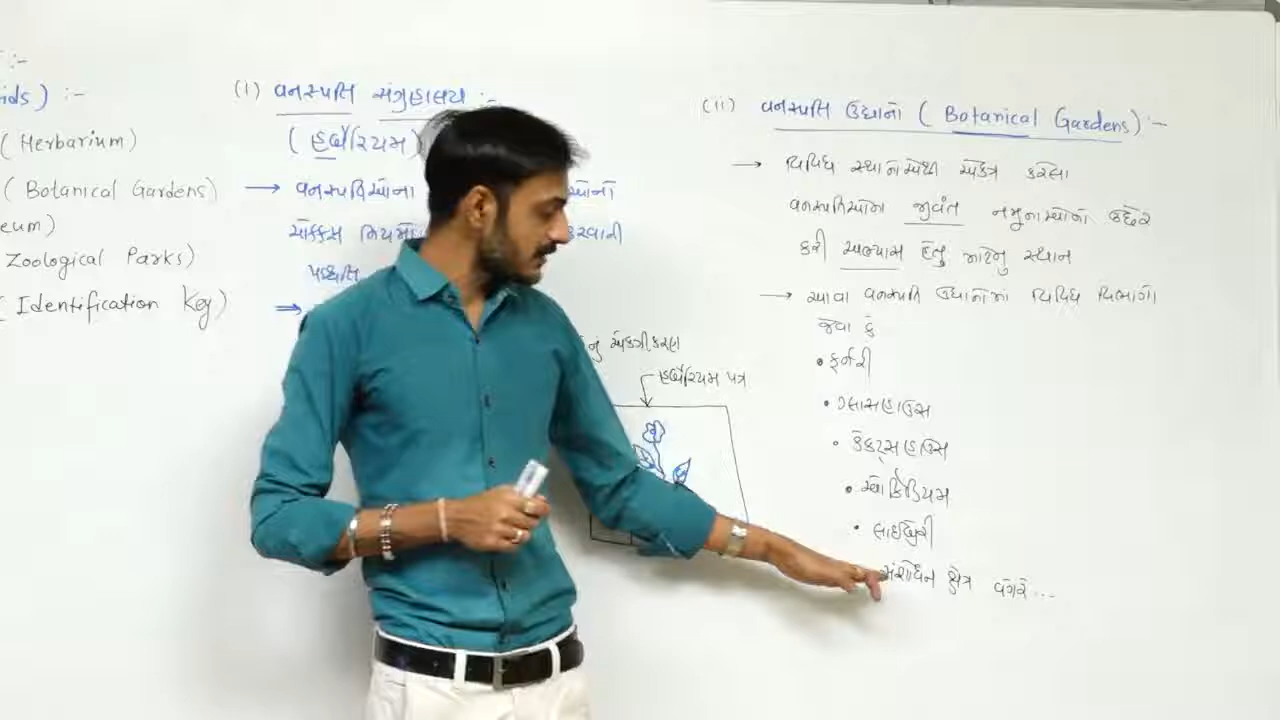 :-
ids) :-
( Herbarium)
( Botanical Gardens)
eum)
Zoological Parks)
( Identification Key)
(i) વનસ્પતિ સંગ્રહાલય :-
(હર્બેરિયમ)
→ વનસ્પતિઓના ઓનો
ચોક્કસ નિયમો કરવાની
પધ્ધતિ
⇒
નુ એકત્રીકરણ
હર્બેરિયમ પત્ર
(ii) વનસ્પતિ ઉદ્યાનો ( Botanical Gardens) :-
→ વિવિધ સ્થાનોએથી એકત્ર કરેલા
વનસ્પતિઓના જીવંત નમૂનાઓનો ઉછેર
કરી અભ્યાસ હેતુ માટેનુ સ્થાન
→ આવા વનસ્પતિ ઉદ્યાનોમા વિવિધ વિભાગો
જેવા કે
• ફર્નરી
• ગ્લાસહાઉસ
• કેક્ટસહાઉસ
• ઓર્કિડિયમ
• લાઇબ્રેરી
સંશોધન ક્ષેત્ર વગેરે...